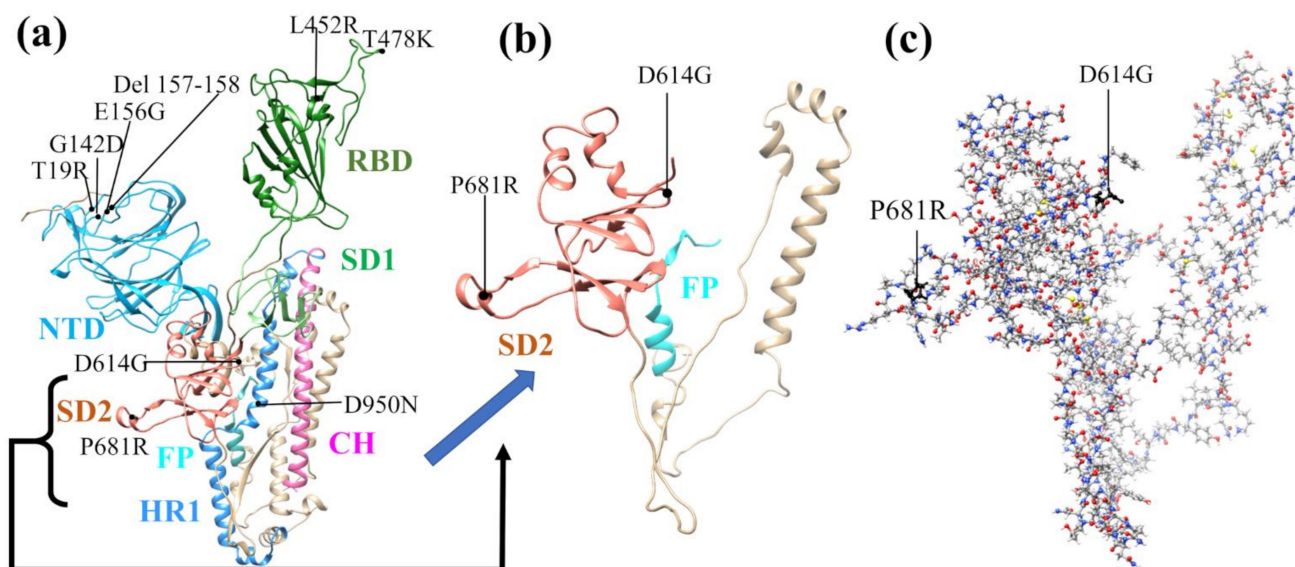 (a)
L452R
T478K
Del 157-158
E156G
G142D
T19R
RBD
SD1
NTD
D614G
SD2
D950N
P681R
FP
CH
HR1
(b)
D614G
P681R
FP
SD2
(c)
D614G
P681R